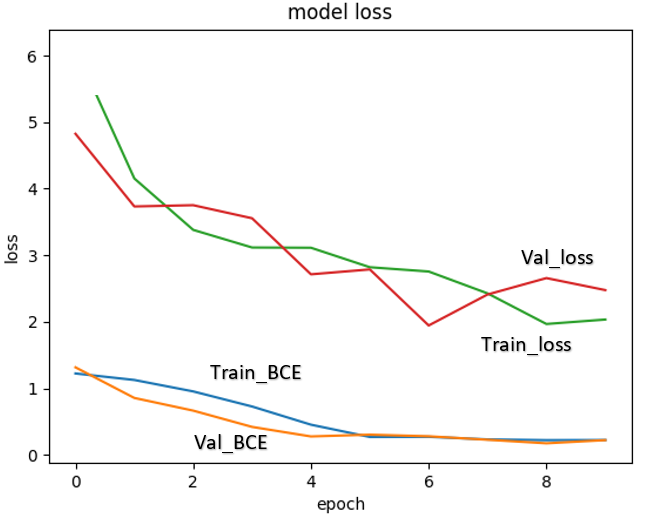 model loss
6
5
4
3
2
1
0
loss
Val_loss
Train_loss
Train_BCE
Val_BCE
0 2 4 6 8
epoch